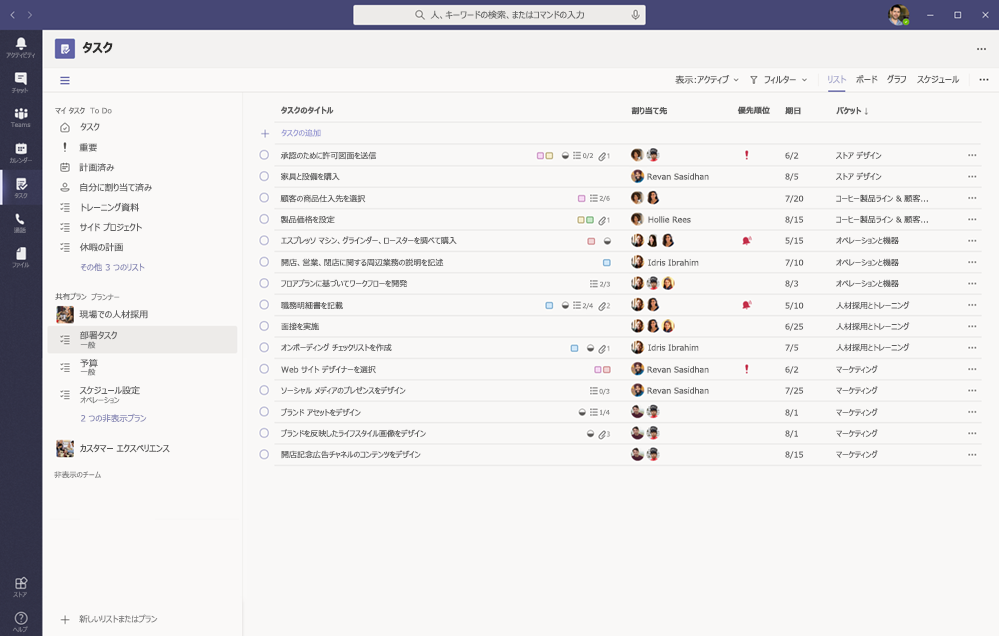 人、キーワードの検索、またはコマンドの入力
アクティビティ
チャット
Teams
カレンダー
タスク
通話
ファイル
ストア
ヘルプ
タスク
表示:アクティブ
フィルター
リスト
ボード
グラフ
スケジュール
マイ タスク To Do
タスク
重要
計画済み
自分に割り当て済み
トレーニング資料
サイド プロジェクト
休暇の計画
その他 3 つのリスト
共有プラン プランナー
現場での人材採用
部署タスク
一般
予算
一般
スケジュール設定
オペレーション
2 つの非表示プラン
カスタマー エクスペリエンス
非表示のチーム
新しいリストまたはプラン
タスクのタイトル 割り当て先 優先順位 期日 バケット ↓
タスクの追加
承認のために許可図面を送信 0/2 1 6/2 ストア デザイン
家具と設備を購入 Revan Sasidhan 8/5 ストア デザイン
顧客の商品仕入先を選択 2/6 7/20 コーヒー製品ライン & 顧客...
製品価格を設定 1 Hollie Rees 8/15 コーヒー製品ライン & 顧客...
エスプレッソ マシン、グラインダー、ロースターを調べて購入 5/15 オペレーションと機器
開店、営業、閉店に関する周辺業務の説明を記述 Idris Ibrahim 7/10 オペレーションと機器
フロアプランに基づいてワークフローを開発 2/3 8/3 オペレーションと機器
職務明細書を記載 2/4 2 5/10 人材採用とトレーニング
面接を実施 6/25 人材採用とトレーニング
オンボーディング チェックリストを作成 1 Idris Ibrahim 7/5 人材採用とトレーニング
Web サイト デザイナーを選択 Revan Sasidhan 6/2 マーケティング
ソーシャル メディアのプレゼンスをデザイン 0/3 Revan Sasidhan 7/25 マーケティング
ブランド アセットをデザイン 1/4 8/1 マーケティング
ブランドを反映したライフスタイル画像をデザイン 3 8/1 マーケティング
開店記念広告チャネルのコンテンツをデザイン 8/15 マーケティング